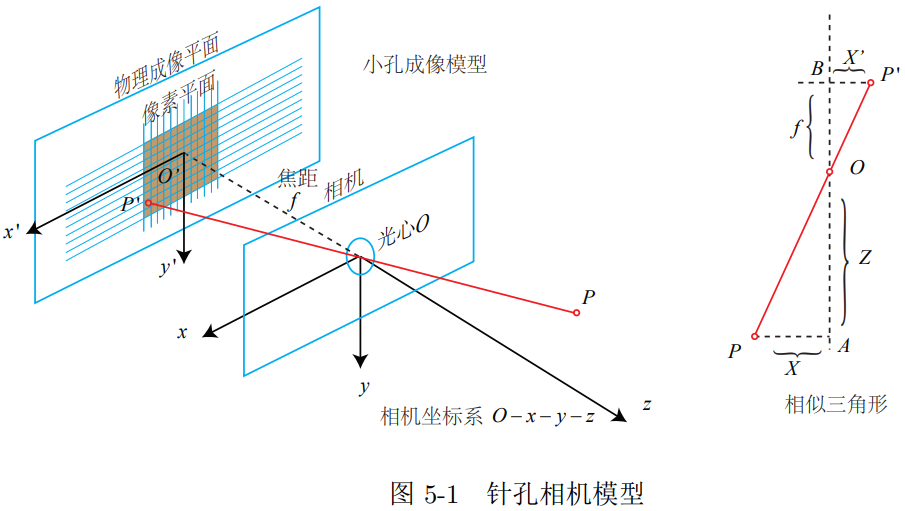 小孔成像模型
物理成像平面
像素平面
O'
P'
x'
y'
焦距
f
相机
光心O
P
x
y
z
相机坐标系 O－x－y－z
B
X'
P'
f
O
Z
P
X
A
相似三角形
图 5-1 针孔相机模型